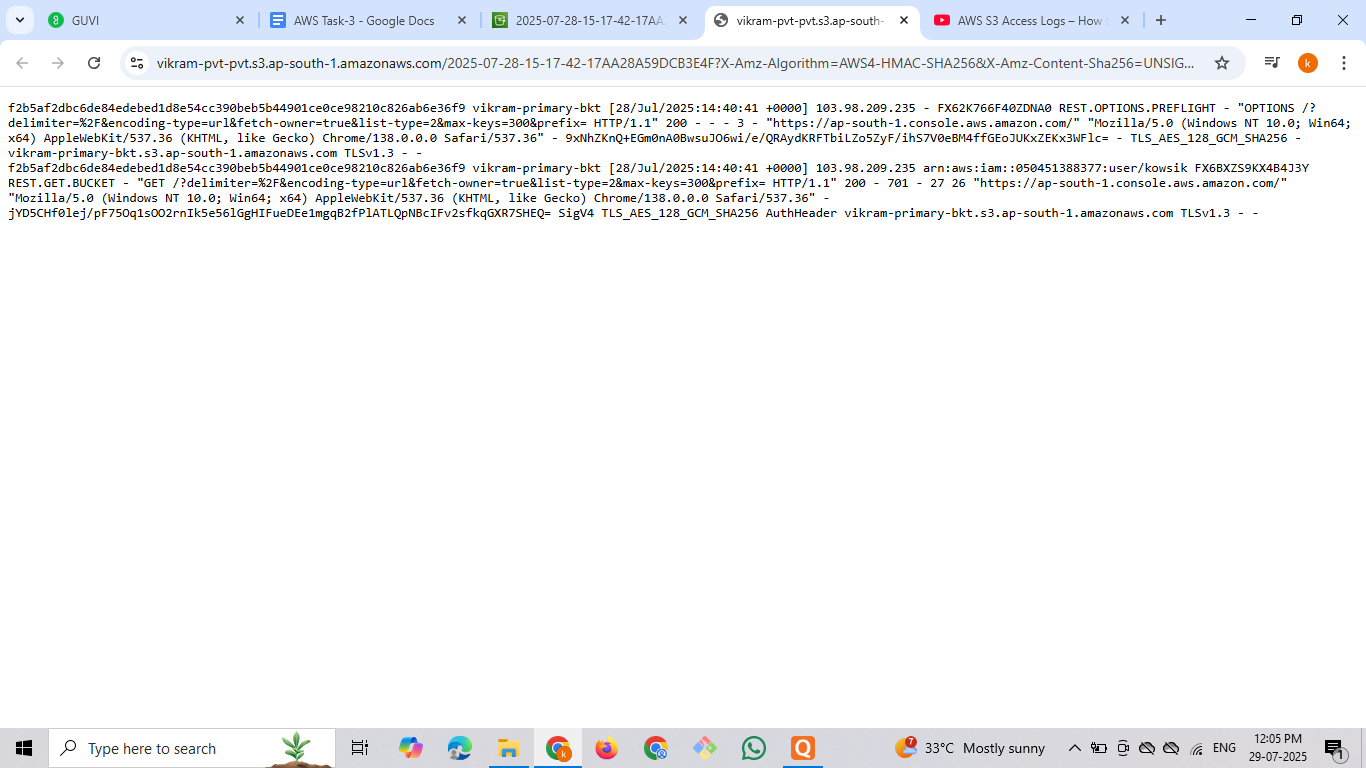 GUVI
AWS Task-3 - Google Docs
2025-07-28-15-17-42-17AA
vikram-pvt-pvt.s3.ap-south-
AWS S3 Access Logs – How
vikram-pvt-pvt.s3.ap-south-1.amazonaws.com/2025-07-28-15-17-42-17AA28A59DCB3E4F?X-Amz-Algorithm=AWS4-HMAC-SHA256&X-Amz-Content-Sha256=UNSIG...
k
f2b5af2dbc6de84edebed1d8e54cc390beb5b44901ce0ce98210c826ab6e36f9 vikram-primary-bkt [28/Jul/2025:14:40:41 +0000] 103.98.209.235 - FX62K766F40ZDNA0 REST.OPTIONS.PREFLIGHT - "OPTIONS /?
delimiter=%2F&encoding-type=url&fetch-owner=true&list-type=2&max-keys=300&prefix= HTTP/1.1" 200 - - - 3 - "https://ap-south-1.console.aws.amazon.com/" "Mozilla/5.0 (Windows NT 10.0; Win64;
x64) AppleWebKit/537.36 (KHTML, like Gecko) Chrome/138.0.0.0 Safari/537.36" - 9xNhZKnQ+EGm0nA0BwsuJO6wi/e/QRAydKRFTbiLZo5ZyF/ihS7V0eBM4ffGEoJUKxZEKx3WFlc= - TLS_AES_128_GCM_SHA256 -
vikram-primary-bkt.s3.ap-south-1.amazonaws.com TLSv1.3 - -
f2b5af2dbc6de84edebed1d8e54cc390beb5b44901ce0ce98210c826ab6e36f9 vikram-primary-bkt [28/Jul/2025:14:40:41 +0000] 103.98.209.235 arn:aws:iam::050451388377:user/kowsik FX6BXZS9KX4B4J3Y
REST.GET.BUCKET - "GET /?delimiter=%2F&encoding-type=url&fetch-owner=true&list-type=2&max-keys=300&prefix= HTTP/1.1" 200 - 701 - 27 26 "https://ap-south-1.console.aws.amazon.com/"
"Mozilla/5.0 (Windows NT 10.0; Win64; x64) AppleWebKit/537.36 (KHTML, like Gecko) Chrome/138.0.0.0 Safari/537.36" -
jYD5CHf0lej/pF75Oq1sOO2rnIk5e56lGgHIFueDEe1mgqB2fPlATLQpNBcIFv2sfkqGXR7SHEQ= SigV4 TLS_AES_128_GCM_SHA256 AuthHeader vikram-primary-bkt.s3.ap-south-1.amazonaws.com TLSv1.3 - -
Type here to search
k
Q
7
33°C Mostly sunny
ENG
12:05 PM
29-07-2025
1